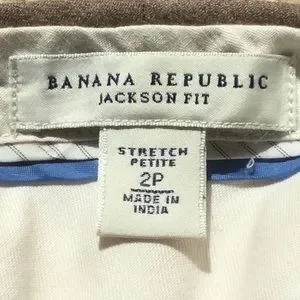 BANANA REPUBLIC
JACKSON FIT
STRETCH
PETITE
2P
MADE IN
INDIA